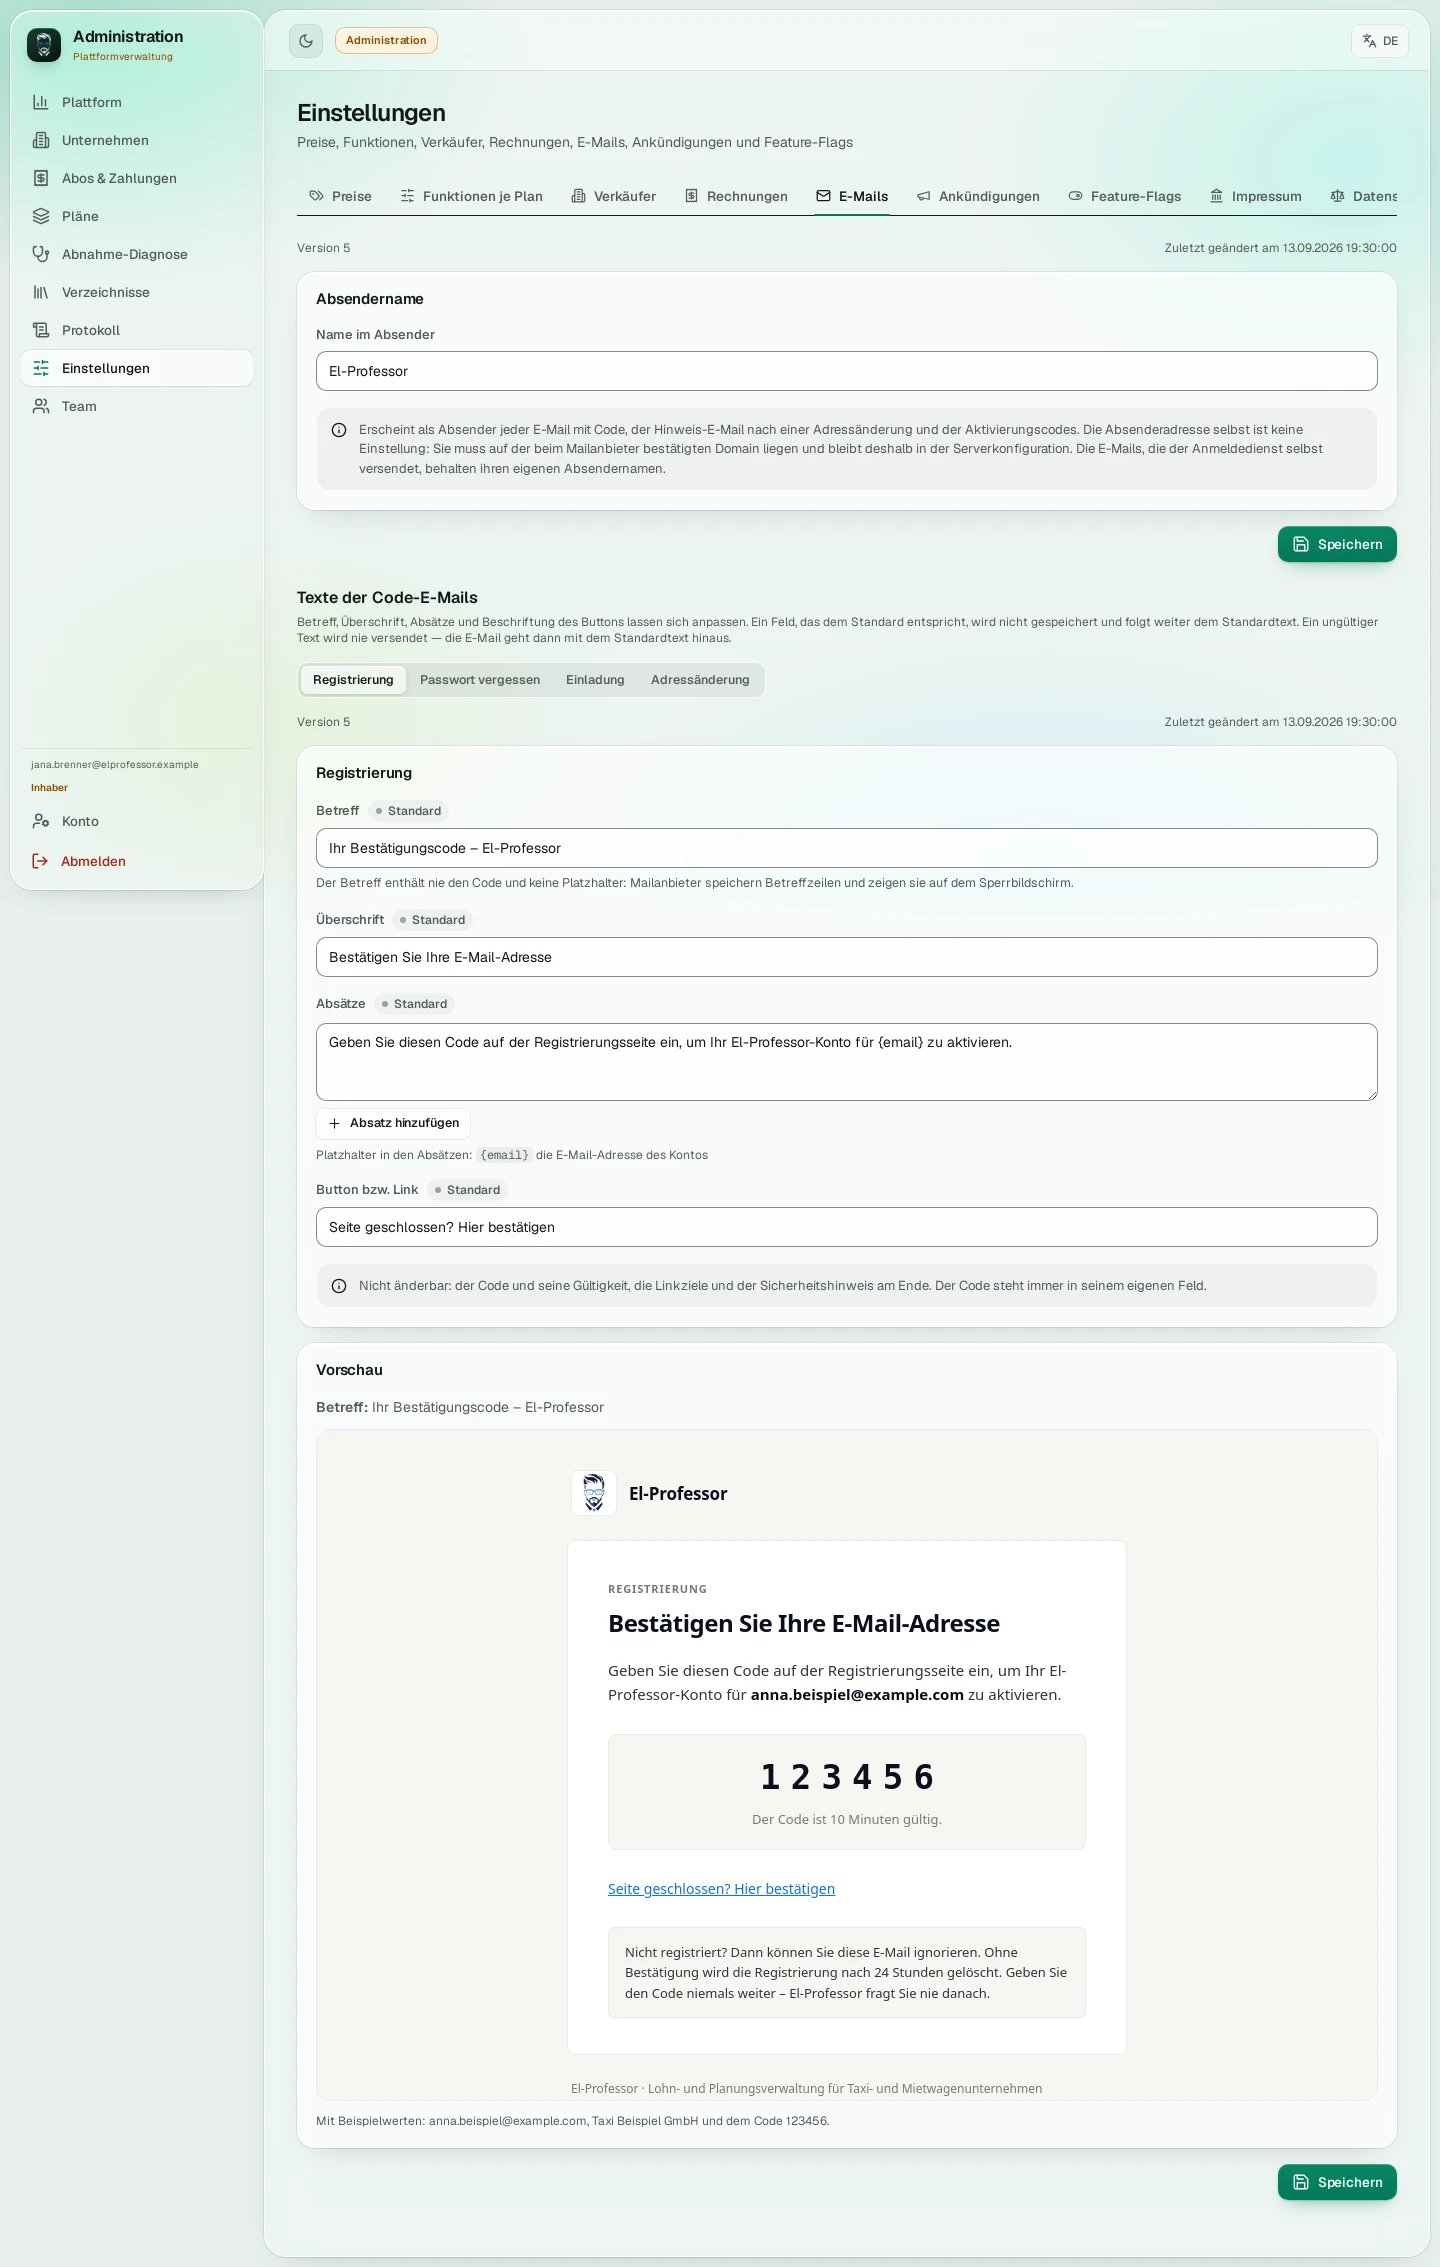 Administration
Plattformverwaltung
Plattform
Unternehmen
Abos & Zahlungen
Pläne
Abnahme-Diagnose
Verzeichnisse
Protokoll
Einstellungen
Team
jana.brenner@elprofessor.example
Inhaber
Konto
Abmelden
Administration
DE
Einstellungen
Preise, Funktionen, Verkäufer, Rechnungen, E-Mails, Ankündigungen und Feature-Flags
Preise Funktionen je Plan Verkäufer Rechnungen E-Mails Ankündigungen Feature-Flags Impressum Datens
Version 5 Zuletzt geändert am 13.09.2026 19:30:00
Absendername
Name im Absender
El-Professor
Erscheint als Absender jeder E-Mail mit Code, der Hinweis-E-Mail nach einer Adressänderung und der Aktivierungscodes. Die Absenderadresse selbst ist keine
Einstellung: Sie muss auf der beim Mailanbieter bestätigten Domain liegen und bleibt deshalb in der Serverkonfiguration. Die E-Mails, die der Anmeldedienst selbst
versendet, behalten ihren eigenen Absendernamen.
Speichern
Texte der Code-E-Mails
Betreff, Überschrift, Absätze und Beschriftung des Buttons lassen sich anpassen. Ein Feld, das dem Standard entspricht, wird nicht gespeichert und folgt weiter dem Standardtext. Ein ungültiger
Text wird nie versendet — die E-Mail geht dann mit dem Standardtext hinaus.
Registrierung Passwort vergessen Einladung Adressänderung
Version 5 Zuletzt geändert am 13.09.2026 19:30:00
Registrierung
Betreff Standard
Ihr Bestätigungscode – El-Professor
Der Betreff enthält nie den Code und keine Platzhalter: Mailanbieter speichern Betreffzeilen und zeigen sie auf dem Sperrbildschirm.
Überschrift Standard
Bestätigen Sie Ihre E-Mail-Adresse
Absätze Standard
Geben Sie diesen Code auf der Registrierungsseite ein, um Ihr El-Professor-Konto für {email} zu aktivieren.
Absatz hinzufügen
Platzhalter in den Absätzen: {email} die E-Mail-Adresse des Kontos
Button bzw. Link Standard
Seite geschlossen? Hier bestätigen
Nicht änderbar: der Code und seine Gültigkeit, die Linkziele und der Sicherheitshinweis am Ende. Der Code steht immer in seinem eigenen Feld.
Vorschau
Betreff: Ihr Bestätigungscode – El-Professor
El-Professor
REGISTRIERUNG
Bestätigen Sie Ihre E-Mail-Adresse
Geben Sie diesen Code auf der Registrierungsseite ein, um Ihr El-
Professor-Konto für anna.beispiel@example.com zu aktivieren.
123456
Der Code ist 10 Minuten gültig.
Seite geschlossen? Hier bestätigen
Nicht registriert? Dann können Sie diese E-Mail ignorieren. Ohne
Bestätigung wird die Registrierung nach 24 Stunden gelöscht. Geben Sie
den Code niemals weiter – El-Professor fragt Sie nie danach.
El-Professor · Lohn- und Planungsverwaltung für Taxi- und Mietwagenunternehmen
Mit Beispielwerten: anna.beispiel@example.com, Taxi Beispiel GmbH und dem Code 123456.
Speichern